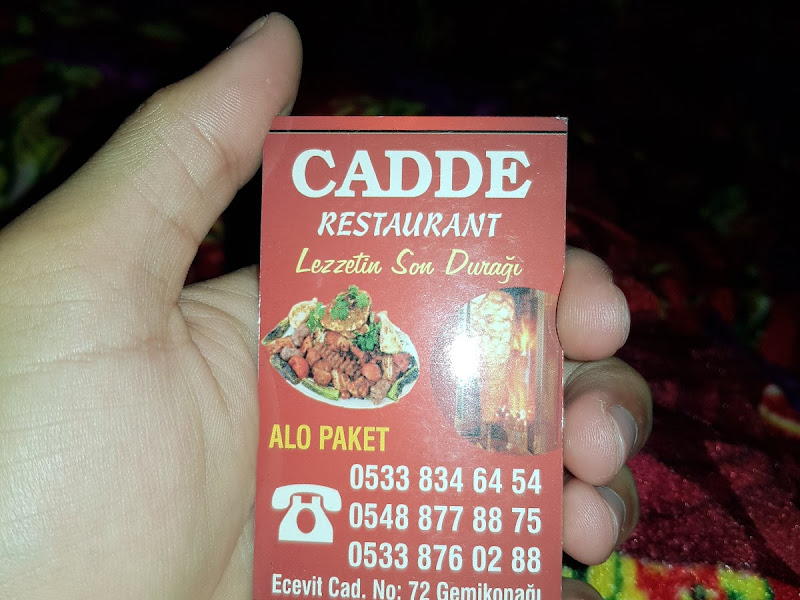 CADDE
RESTAURANT
Lezzetin Son Durağı
ALO PAKET
0533 834 64 54
0548 877 88 75
0533 876 02 88
Ecevit Cad. No: 72 Gemikonağı